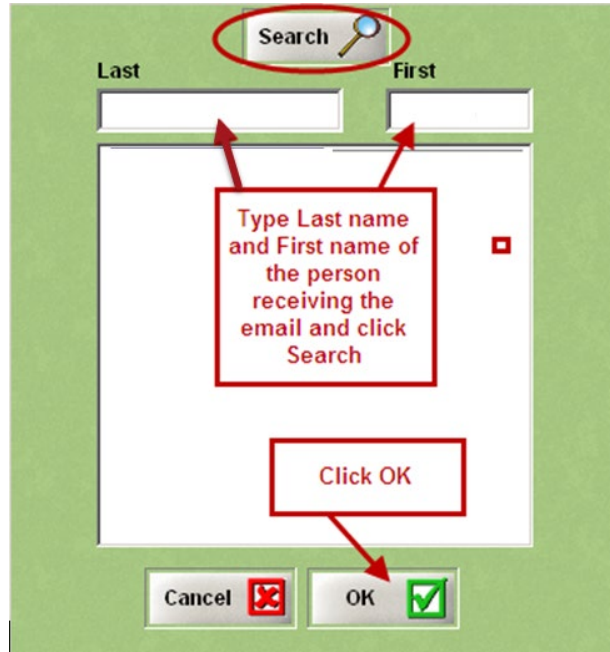 Search
Last First
Type Last name
and First name of
the person
receiving the
email and click
Search
Click OK
Cancel OK